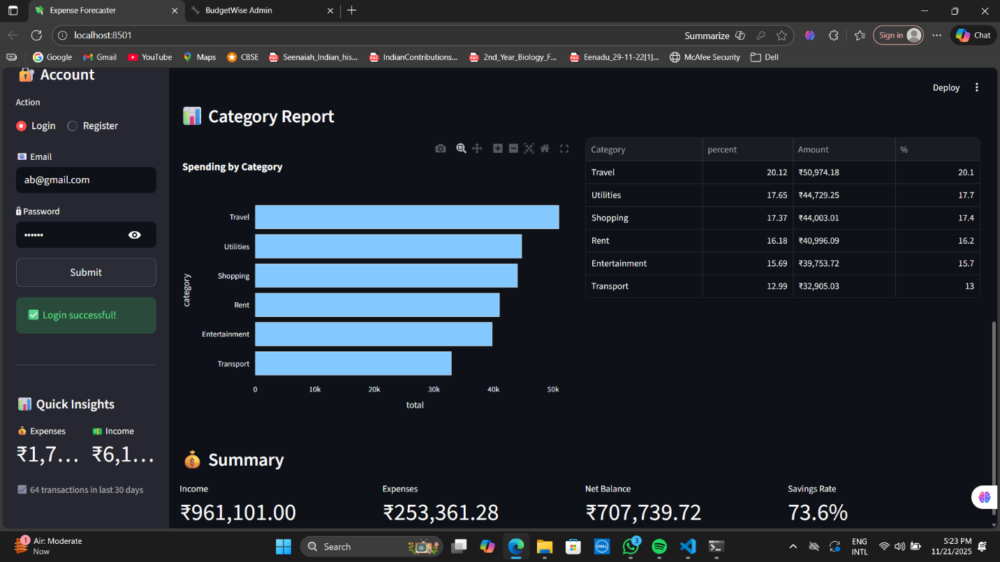 Expense Forecaster
BudgetWise Admin
localhost:8501
Summarize
Sign in
Chat
Google
Gmail
YouTube
Maps
CBSE
Seenaiah_Indian_his...
IndianContributions...
2nd_Year_Biology_F...
Eenadu_29-11-22[1]...
McAfee Security
Dell
Account
Action
Login
Register
Email
ab@gmail.com
Password
••••••
Submit
Login successful!
Quick Insights
Expenses
Income
₹1,7...
₹6,1...
64 transactions in last 30 days
Deploy
Category Report
Spending by Category
category
Travel
Utilities
Shopping
Rent
Entertainment
Transport
0 10k 20k 30k 40k 50k
total
Category percent Amount %
Travel 20.12 ₹50,974.18 20.1
Utilities 17.65 ₹44,729.25 17.7
Shopping 17.37 ₹44,003.01 17.4
Rent 16.18 ₹40,996.09 16.2
Entertainment 15.69 ₹39,753.72 15.7
Transport 12.99 ₹32,905.03 13
Summary
Income
₹961,101.00
Expenses
₹253,361.28
Net Balance
₹707,739.72
Savings Rate
73.6%
1
Air: Moderate
Now
Search
DELL
3
ENG
INTL
5:23 PM
11/21/2025